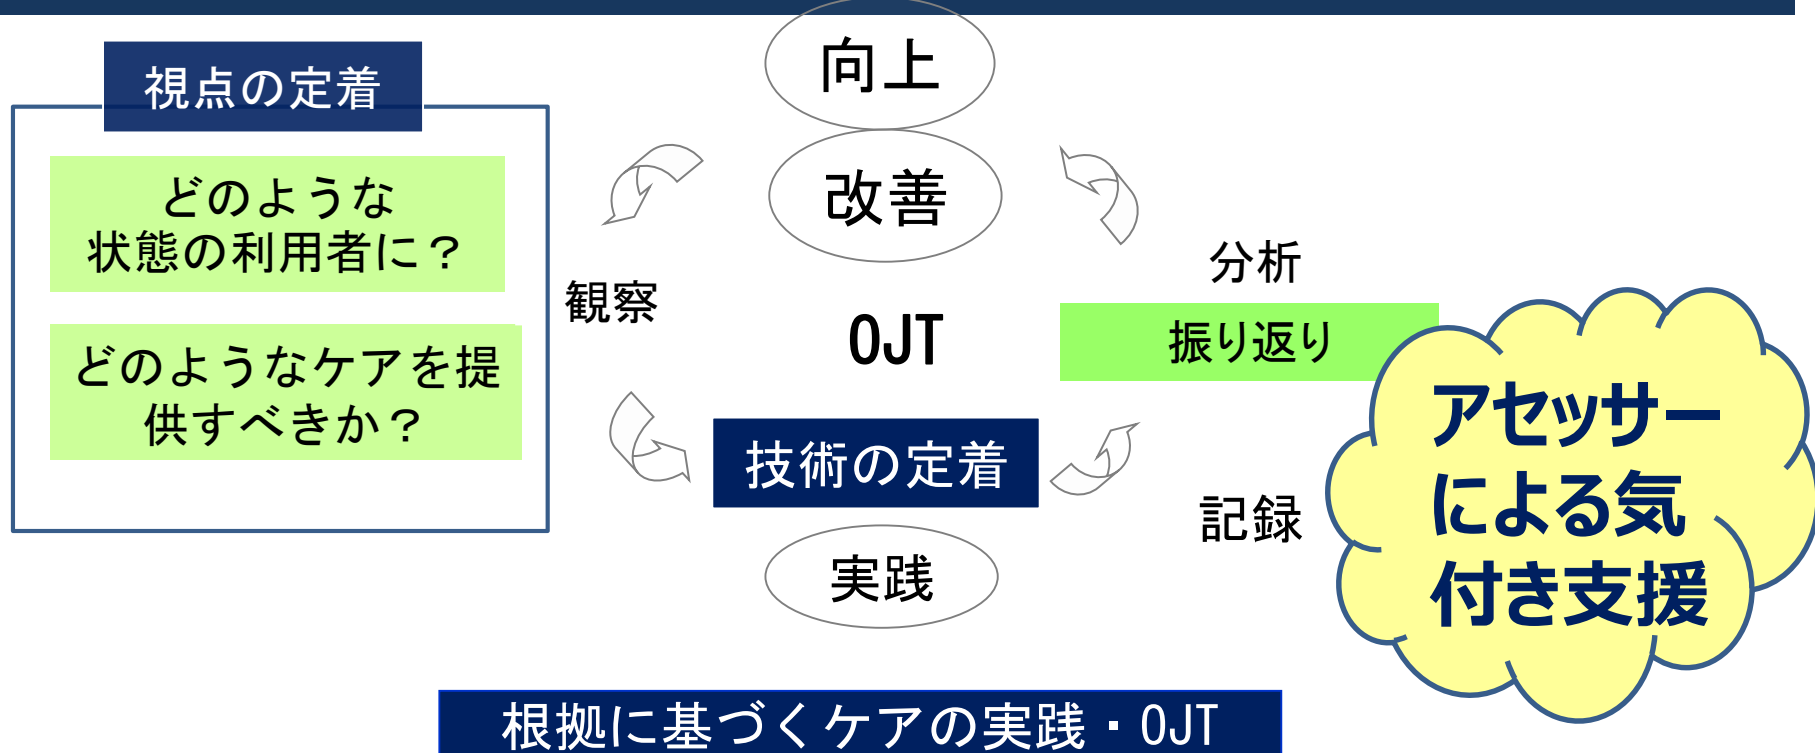 向上
視点の定着
どのような
状態の利用者に？
改善
分析
観察
OJT
振り返り
どのようなケアを提
供すべきか？
技術の定着
記録
実践
アセッサー
による気
付き支援
根拠に基づくケアの実践・OJT